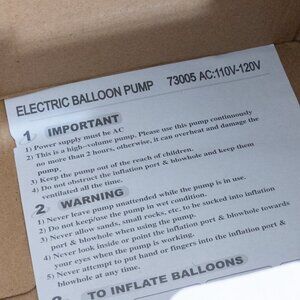 ELECTRIC BALLOON PUMP 73005 AC:110V-120V
1 IMPORTANT
1) Power supply must be AC
2) This is a high-volume pump. Please use this pump continuously
no more than 2 hours, otherwise, it can overheat and damage the
pump.
3) Keep the pump out of the reach of children.
4) Do not obstruct the inflation port & blowhole and keep them
ventilated all the time.
2 WARNING
1) Never leave pump unattended while the pump is in use.
2) Do not keep/use the pump in wet condition.
3) Never allow sands, small rocks, etc. to be sucked into inflation
port & blowhole when using the pump.
4) Never look inside or point the inflation port & blowhole towards
your eyes when the pump is working.
5) Never attempt to put hand or fingers into the inflation port &
blowhole at any time.
TO INFLATE BALLOONS